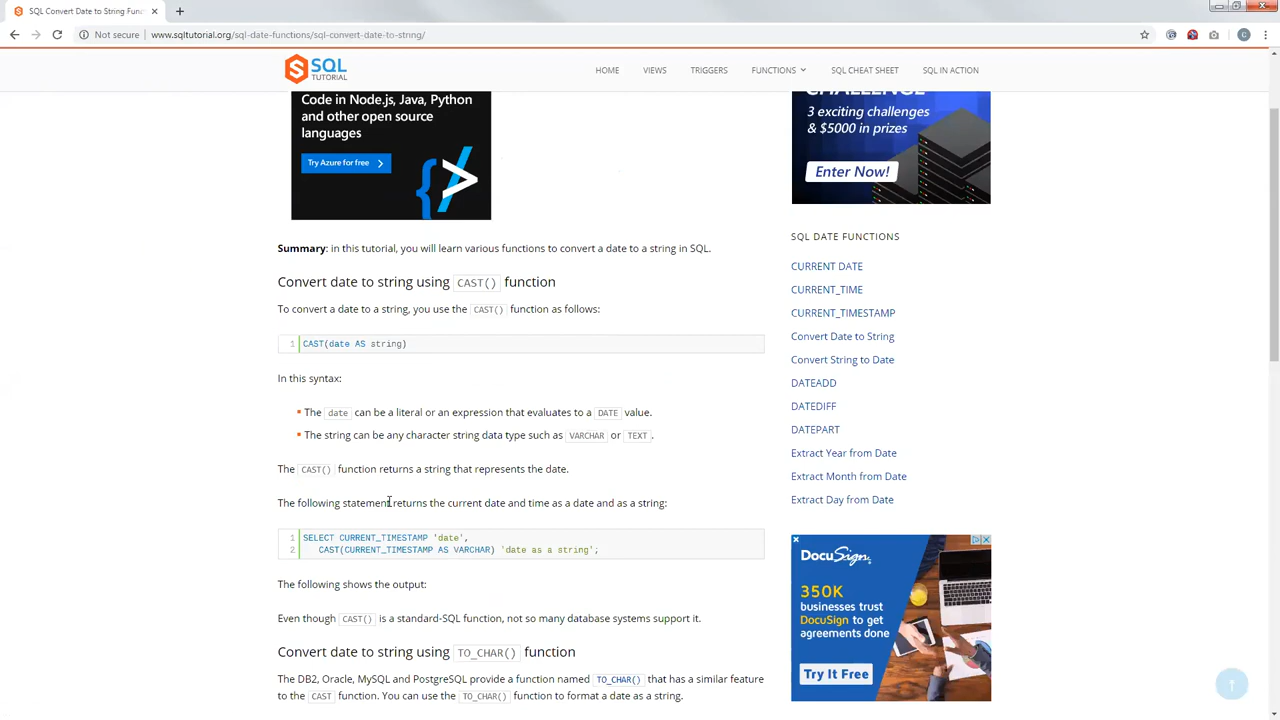 SQL Convert Date to String Func
Not secure
www.sqltutorial.org/sql-date-functions/sql-convert-date-to-string/
C
SQL
TUTORIAL
HOME
VIEWS
TRIGGERS
FUNCTIONS
SQL CHEAT SHEET
SQL IN ACTION
Code in Node.js, Java, Python
and other open source
languages
Try Azure for free
CHALLENGE
3 exciting challenges
& $5000 in prizes
Enter Now!
Summary: in this tutorial, you will learn various functions to convert a date to a string in SQL.
Convert date to string using CAST() function
To convert a date to a string, you use the CAST() function as follows:
1 CAST(date AS string)
In this syntax:
The date can be a literal or an expression that evaluates to a DATE value.
The string can be any character string data type such as VARCHAR or TEXT.
The CAST() function returns a string that represents the date.
The following statement returns the current date and time as a date and as a string:
1 SELECT CURRENT_TIMESTAMP 'date',
2 CAST(CURRENT_TIMESTAMP AS VARCHAR) 'date as a string';
The following shows the output:
Even though CAST() is a standard-SQL function, not so many database systems support it.
Convert date to string using TO_CHAR() function
The DB2, Oracle, MySQL and PostgreSQL provide a function named TO_CHAR() that has a similar feature
to the CAST function. You can use the TO_CHAR() function to format a date as a string.
SQL DATE FUNCTIONS
CURRENT DATE
CURRENT_TIME
CURRENT_TIMESTAMP
Convert Date to String
Convert String to Date
DATEADD
DATEDIFF
DATEPART
Extract Year from Date
Extract Month from Date
Extract Day from Date
DocuSign
350K
businesses trust
DocuSign to get
agreements done
Try It Free